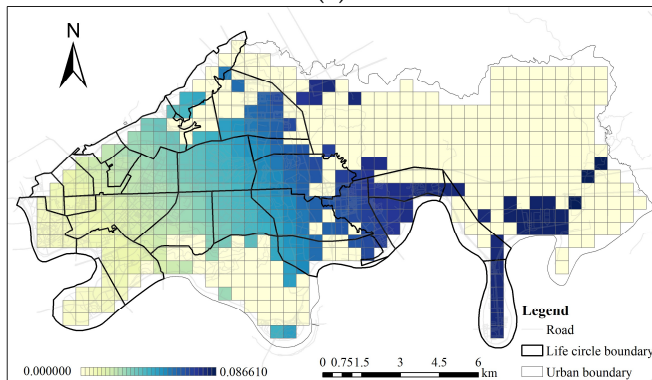 N
Legend
Road
Life circle boundary
Urban boundary
0.000000 0.086610
0 0.75 1.5 3 4.5 6
km